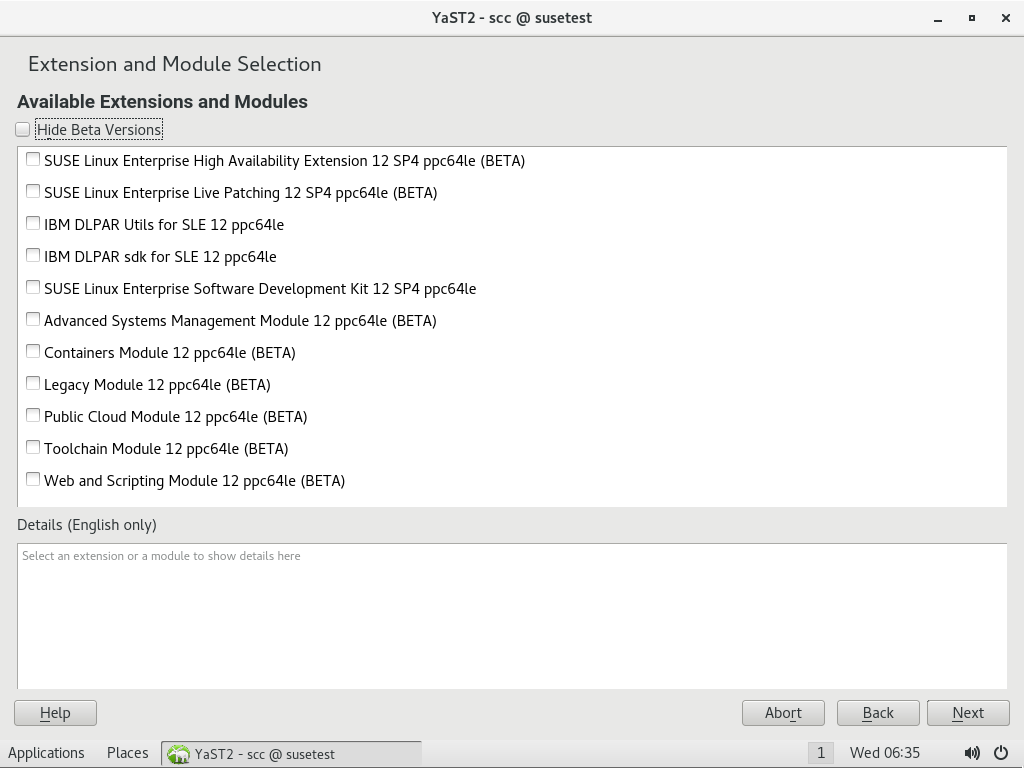 YaST2 - scc @ susetest
Extension and Module Selection
Available Extensions and Modules
Hide Beta Versions
SUSE Linux Enterprise High Availability Extension 12 SP4 ppc64le (BETA)
SUSE Linux Enterprise Live Patching 12 SP4 ppc64le (BETA)
IBM DLPAR Utils for SLE 12 ppc64le
IBM DLPAR sdk for SLE 12 ppc64le
SUSE Linux Enterprise Software Development Kit 12 SP4 ppc64le
Advanced Systems Management Module 12 ppc64le (BETA)
Containers Module 12 ppc64le (BETA)
Legacy Module 12 ppc64le (BETA)
Public Cloud Module 12 ppc64le (BETA)
Toolchain Module 12 ppc64le (BETA)
Web and Scripting Module 12 ppc64le (BETA)
Details (English only)
Select an extension or a module to show details here
Help Abort Back Next
Applications Places YaST2 - scc @ susetest 1 Wed 06:35